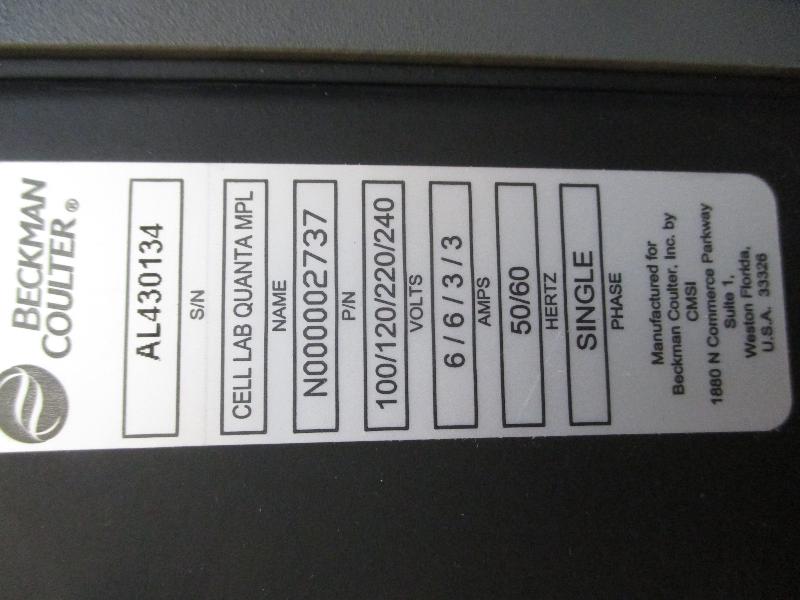 BECKMAN
COULTER®
AL430134
S/N
CELL LAB QUANTA MPL
NAME
N000002737
P/N
100/120/220/240
VOLTS
6 / 6 / 3 / 3
AMPS
50/60
HERTZ
SINGLE
PHASE
Manufactured for
Beckman Coulter, Inc. by
CMSI
1880 N Commerce Parkway
Suite 1,
Weston Florida,
U.S.A. 33326